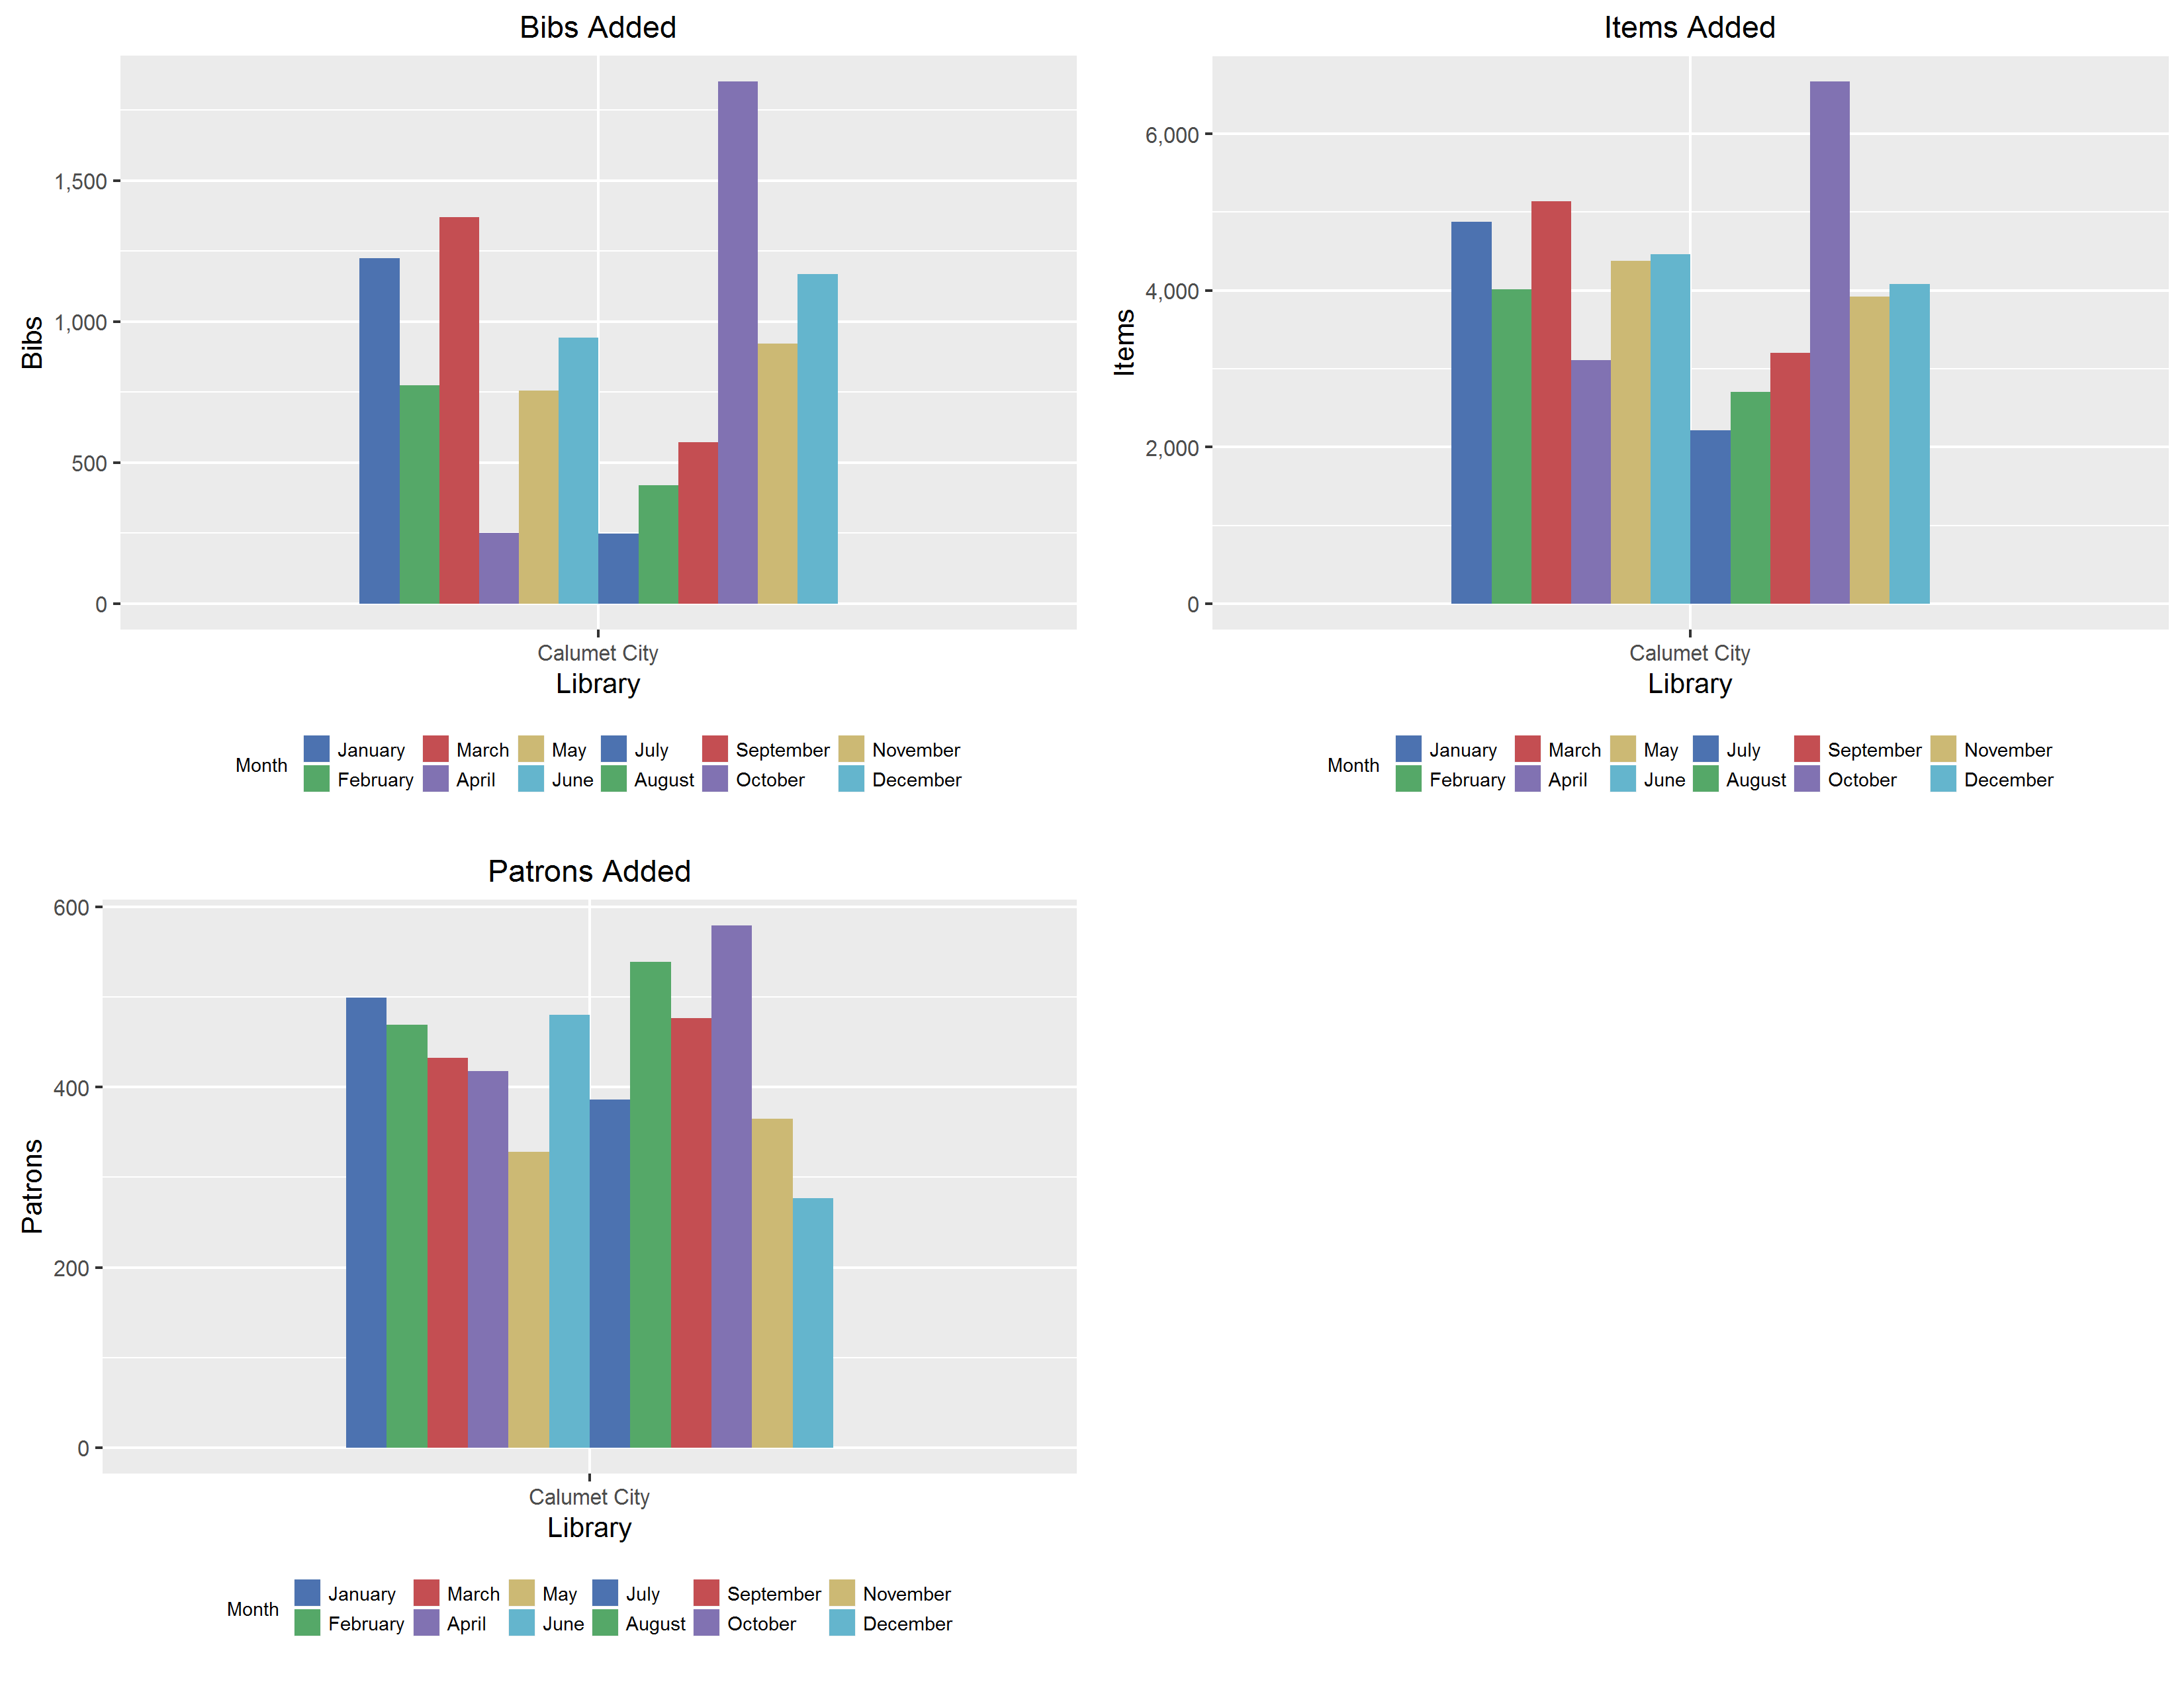 Bibs Added
Bibs
1,500
1,000
500
0
Calumet City
Library
Month
January March May July September November
February April June August October December
Items Added
Items
6,000
4,000
2,000
0
Calumet City
Library
Month
January March May July September November
February April June August October December
Patrons Added
Patrons
600
400
200
0
Calumet City
Library
Month
January March May July September November
February April June August October December